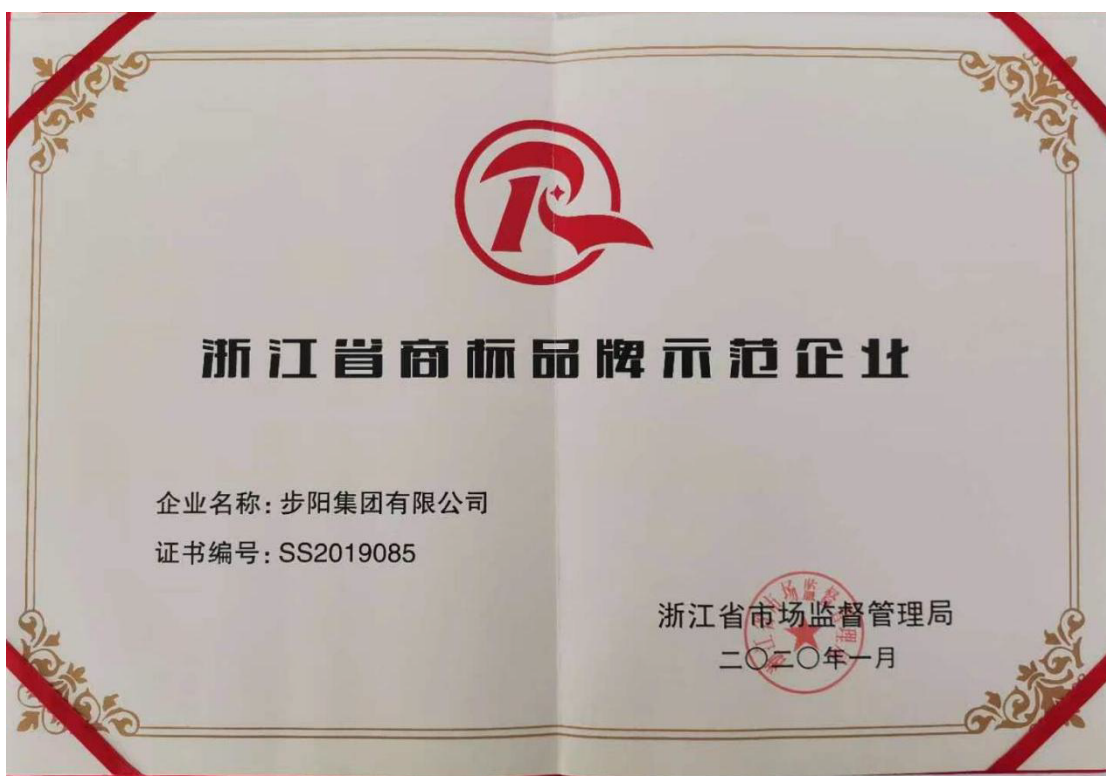 浙江省商标品牌示范企业
企业名称：步阳集团有限公司
证书编号：SS2019085
浙江省市场监督管理局
二〇二〇年一月